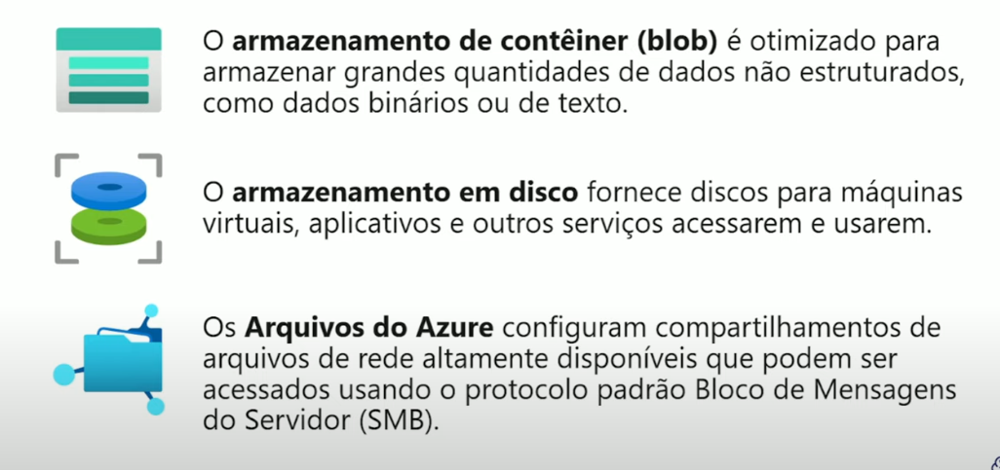 O armazenamento de contêiner (blob) é otimizado para
armazenar grandes quantidades de dados não estruturados,
como dados binários ou de texto.
O armazenamento em disco fornece discos para máquinas
virtuais, aplicativos e outros serviços acessarem e usarem.
Os Arquivos do Azure configuram compartilhamentos de
arquivos de rede altamente disponíveis que podem ser
acessados usando o protocolo padrão Bloco de Mensagens
do Servidor (SMB).